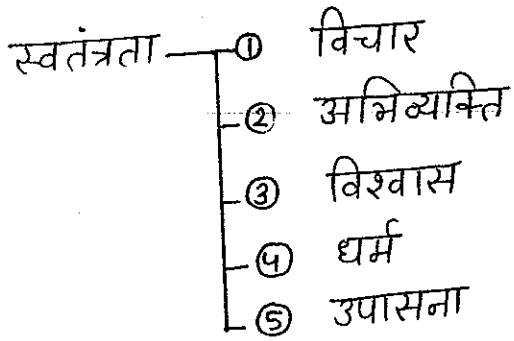 स्वतंत्रता ① विचार
② अभिव्यक्ति
③ विश्वास
④ धर्म
⑤ उपासना